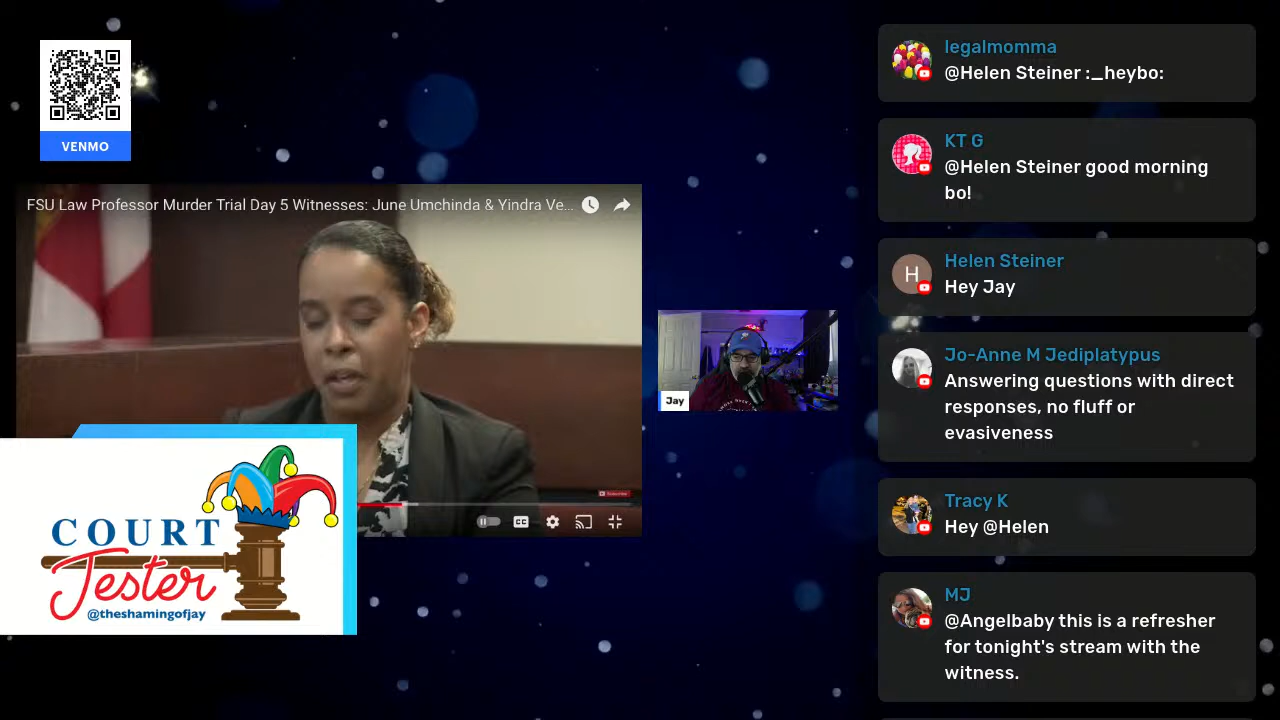 VENMO
FSU Law Professor Murder Trial Day 5 Witnesses: June Umchinda & Yindra Ve...
CC
Jay
COURT
Jester
@theshamingofjay
legalmomma
@Helen Steiner :_heybo:
KT G
@Helen Steiner good morning
bo!
H
Helen Steiner
Hey Jay
Jo-Anne M Jediplatypus
Answering questions with direct
responses, no fluff or
evasiveness
Tracy K
Hey @Helen
MJ
@Angelbaby this is a refresher
for tonight's stream with the
witness.